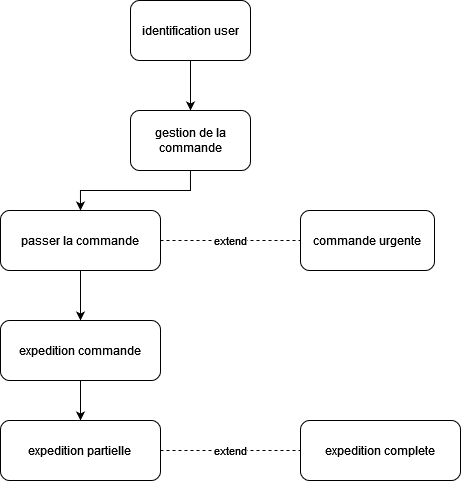 identification user
gestion de la
commande
passer la commande
extend
commande urgente
expedition commande
expedition partielle
extend
expedition complete